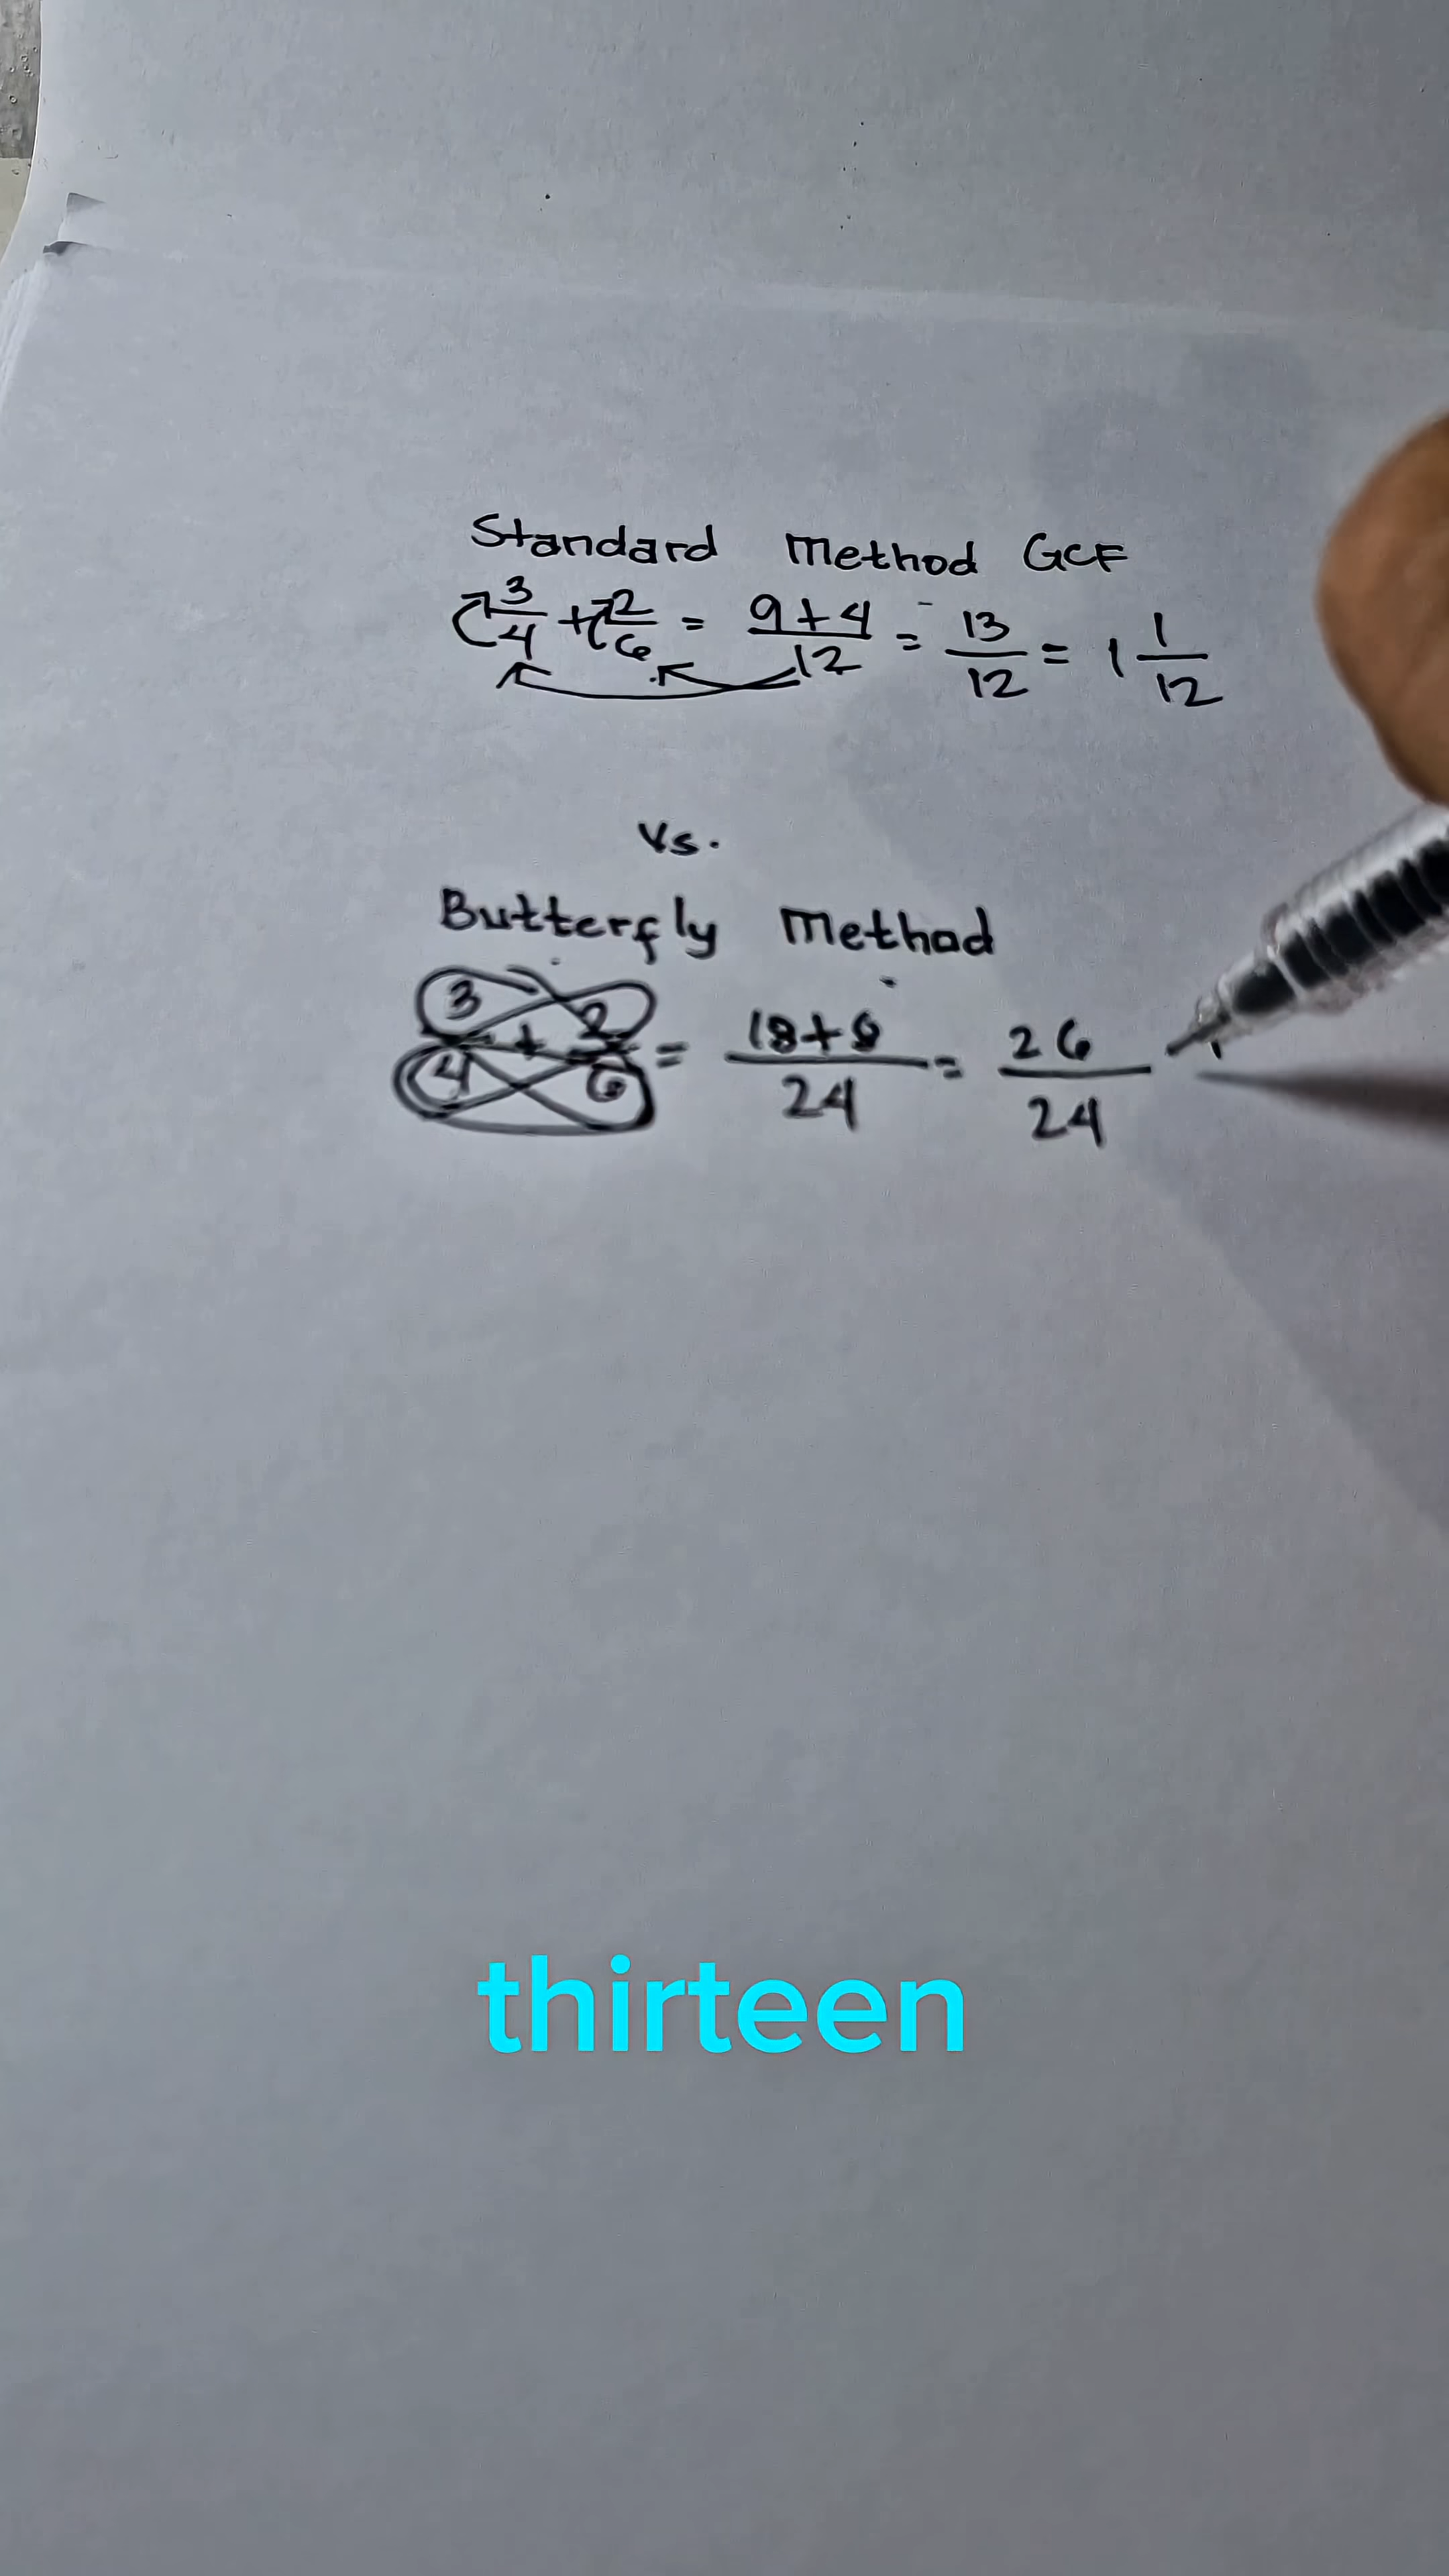 Standard Method GCF
3/4 + 2/6 = 9+4/12 = 13/12 = 1 1/12
Vs.
Butterfly Method
3/4 + 2/6 = 18+8/24 = 26/24
thirteen